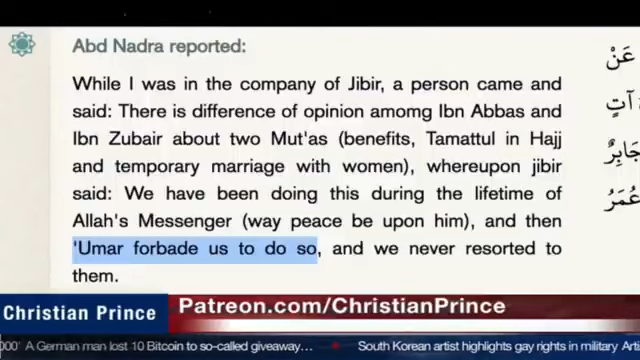 Abd Nadra reported:
While I was in the company of Jibir, a person came and
said: There is difference of opinion amomg Ibn Abbas and
Ibn Zubair about two Mut'as (benefits, Tamattul in Hajj
and temporary marriage with women), whereupon jibir
said: We have been doing this during the lifetime of
Allah's Messenger (way peace be upon him), and then
'Umar forbade us to do so, and we never resorted to
them.
عَنْ
آتٍ
جَابِرٌ
عُمَرُ
Christian Prince
Patreon.com/ChristianPrince
000' A German man lost 10 Bitcoin to so-called giveaway... South Korean artist highlights gay rights in military Arti